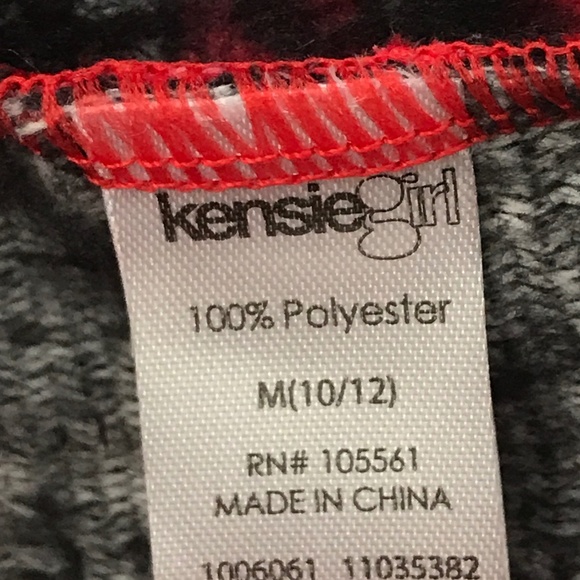 kensiegirl
100% Polyester
M(10/12)
RN# 105561
MADE IN CHINA
1006061 11035382